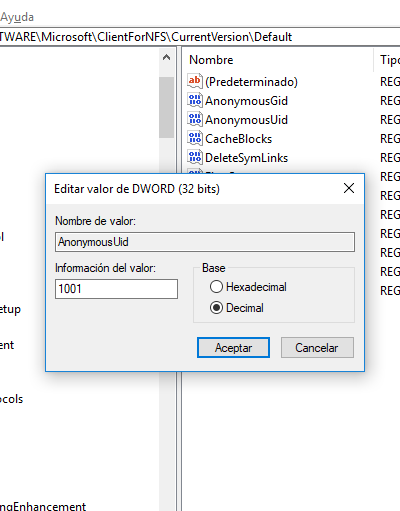 Ayuda
TWARE\Microsoft\ClientForNFS\CurrentVersion\Default
Nombre
Tipo
(Predeterminado)
REG
AnonymousGid
REG
AnonymousUid
REG
CacheBlocks
REG
DeleteSymLinks
REG
REG
Editar valor de DWORD (32 bits)
REG
Nombre de valor:
REG
AnonymousUid
REG
Información del valor:
Base
REG
1001
Hexadecimal
REG
Decimal
etup
Aceptar
Cancelar
ent
ocols
ngEnhancement